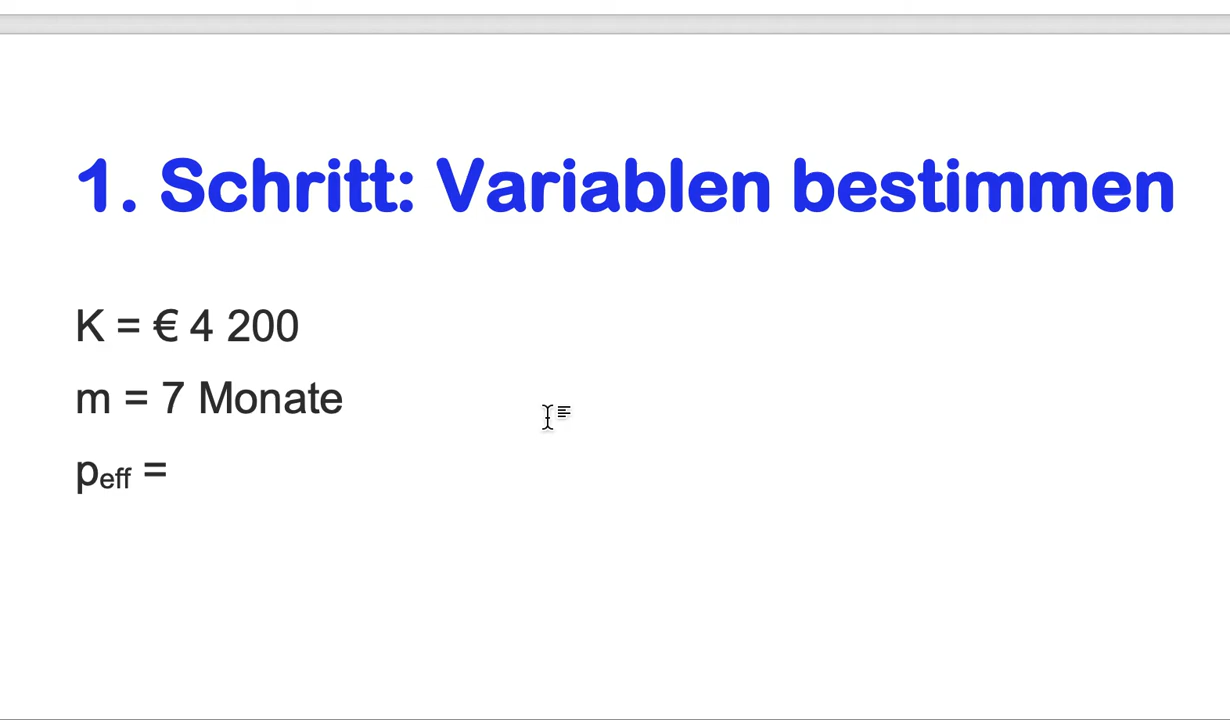 1. Schritt: Variablen bestimmen
K = € 4 200
m = 7 Monate
peff =